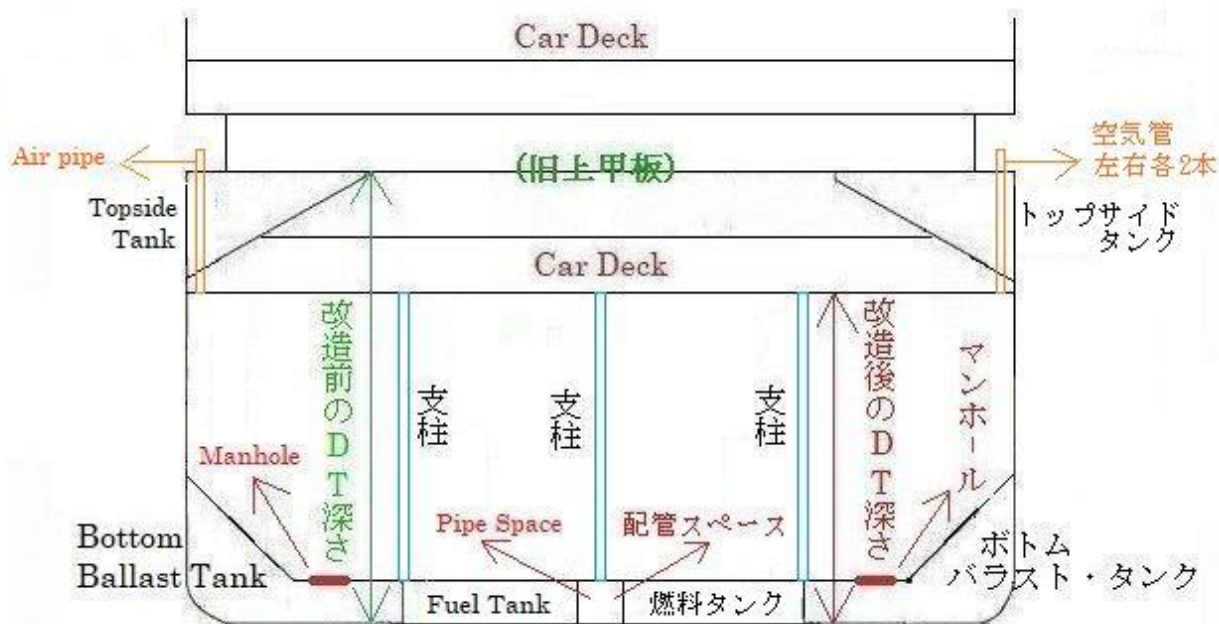 Car Deck
Air pipe
(旧上甲板)
空気管
左右各2本
Topside
Tank
トップサイド
タンク
Car Deck
改造前のDT深さ
支柱
支柱
支柱
改造後のDT深さ
マンホール
Manhole
Pipe Space
配管スペース
Bottom
Ballast Tank
ボトム
バラスト・タンク
Fuel Tank
燃料タンク